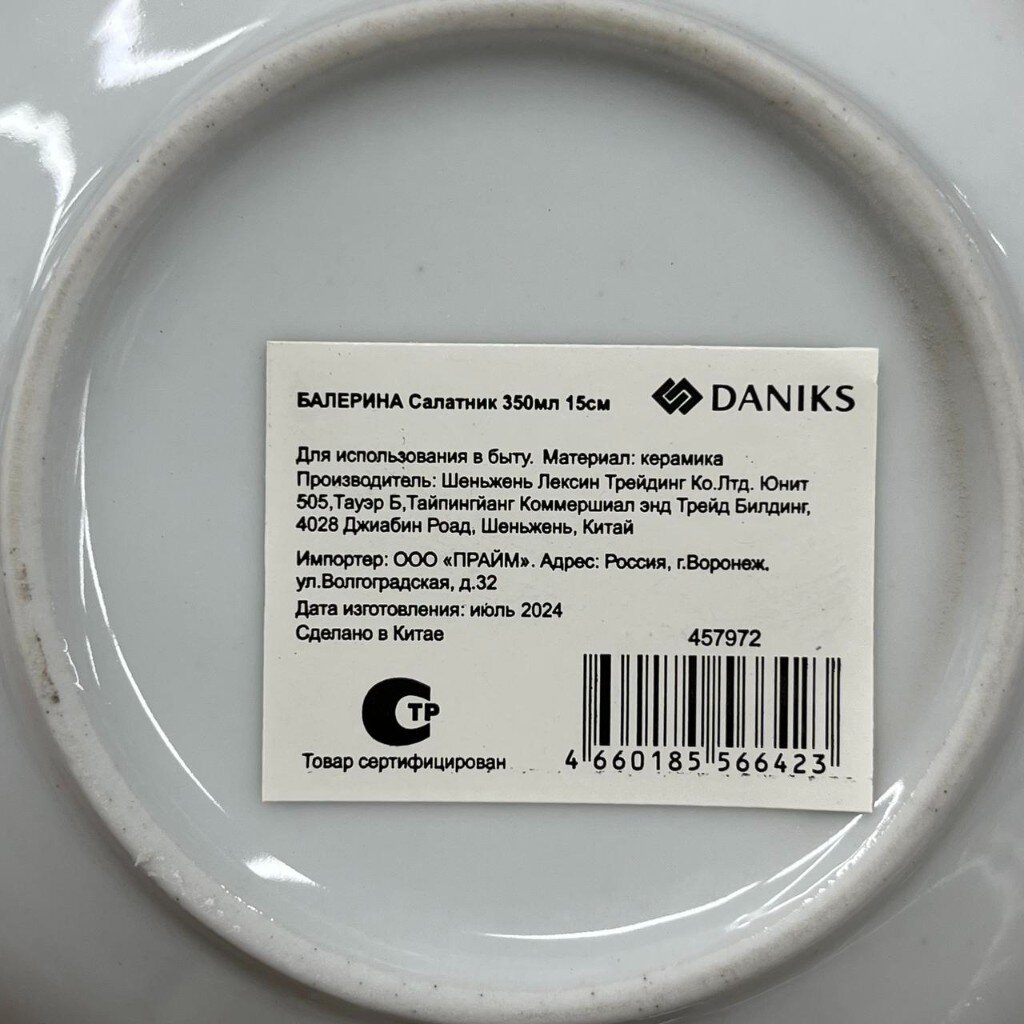 БАЛЕРИНА Салатник 350мл 15см
DANIKS
Для использования в быту. Материал: керамика
Производитель: Шеньжень Лексин Трейдинг Ко.Лтд. Юнит
505,Тауэр Б,Тайпингйанг Коммершиал энд Трейд Билдинг,
4028 Джиабин Роад, Шеньжень, Китай
Импортер: ООО «ПРАЙМ». Адрес: Россия, г.Воронеж,
ул.Волгоградская, д.32
Дата изготовления: июль 2024
Сделано в Китае
457972
ТР
Товар сертифицирован
4 660185 566423